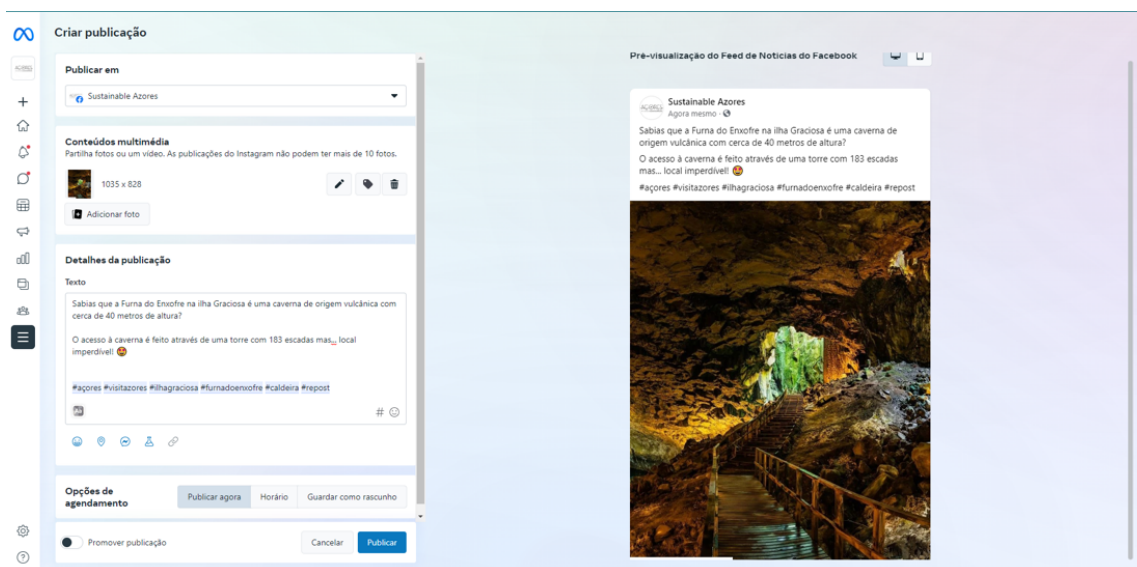 Criar publicação
Publicar em
Sustainable Azores
Conteúdos multimédia
Partilha fotos ou um vídeo. As publicações do Instagram não podem ter mais de 10 fotos.
1035 x 828
Adicionar foto
Detalhes da publicação
Texto
Sabias que a Furna do Enxofre na ilha Graciosa é uma caverna de origem vulcânica com
cerca de 40 metros de altura?
O acesso à caverna é feito através de uma torre com 183 escadas mas... local
imperdível! 🤩
#açores #visitazores #ilhagraciosa #furnadoenxofre #caldeira #repost
Opções de
agendamento
Publicar agora
Horário
Guardar como rascunho
Promover publicação
Cancelar
Publicar
Pré-visualização do Feed de Notícias do Facebook
Sustainable Azores
Agora mesmo ·
Sabias que a Furna do Enxofre na ilha Graciosa é uma caverna de
origem vulcânica com cerca de 40 metros de altura?
O acesso à caverna é feito através de uma torre com 183 escadas
mas... local imperdível! 🤩
#açores #visitazores #ilhagraciosa #furnadoenxofre #caldeira #repost